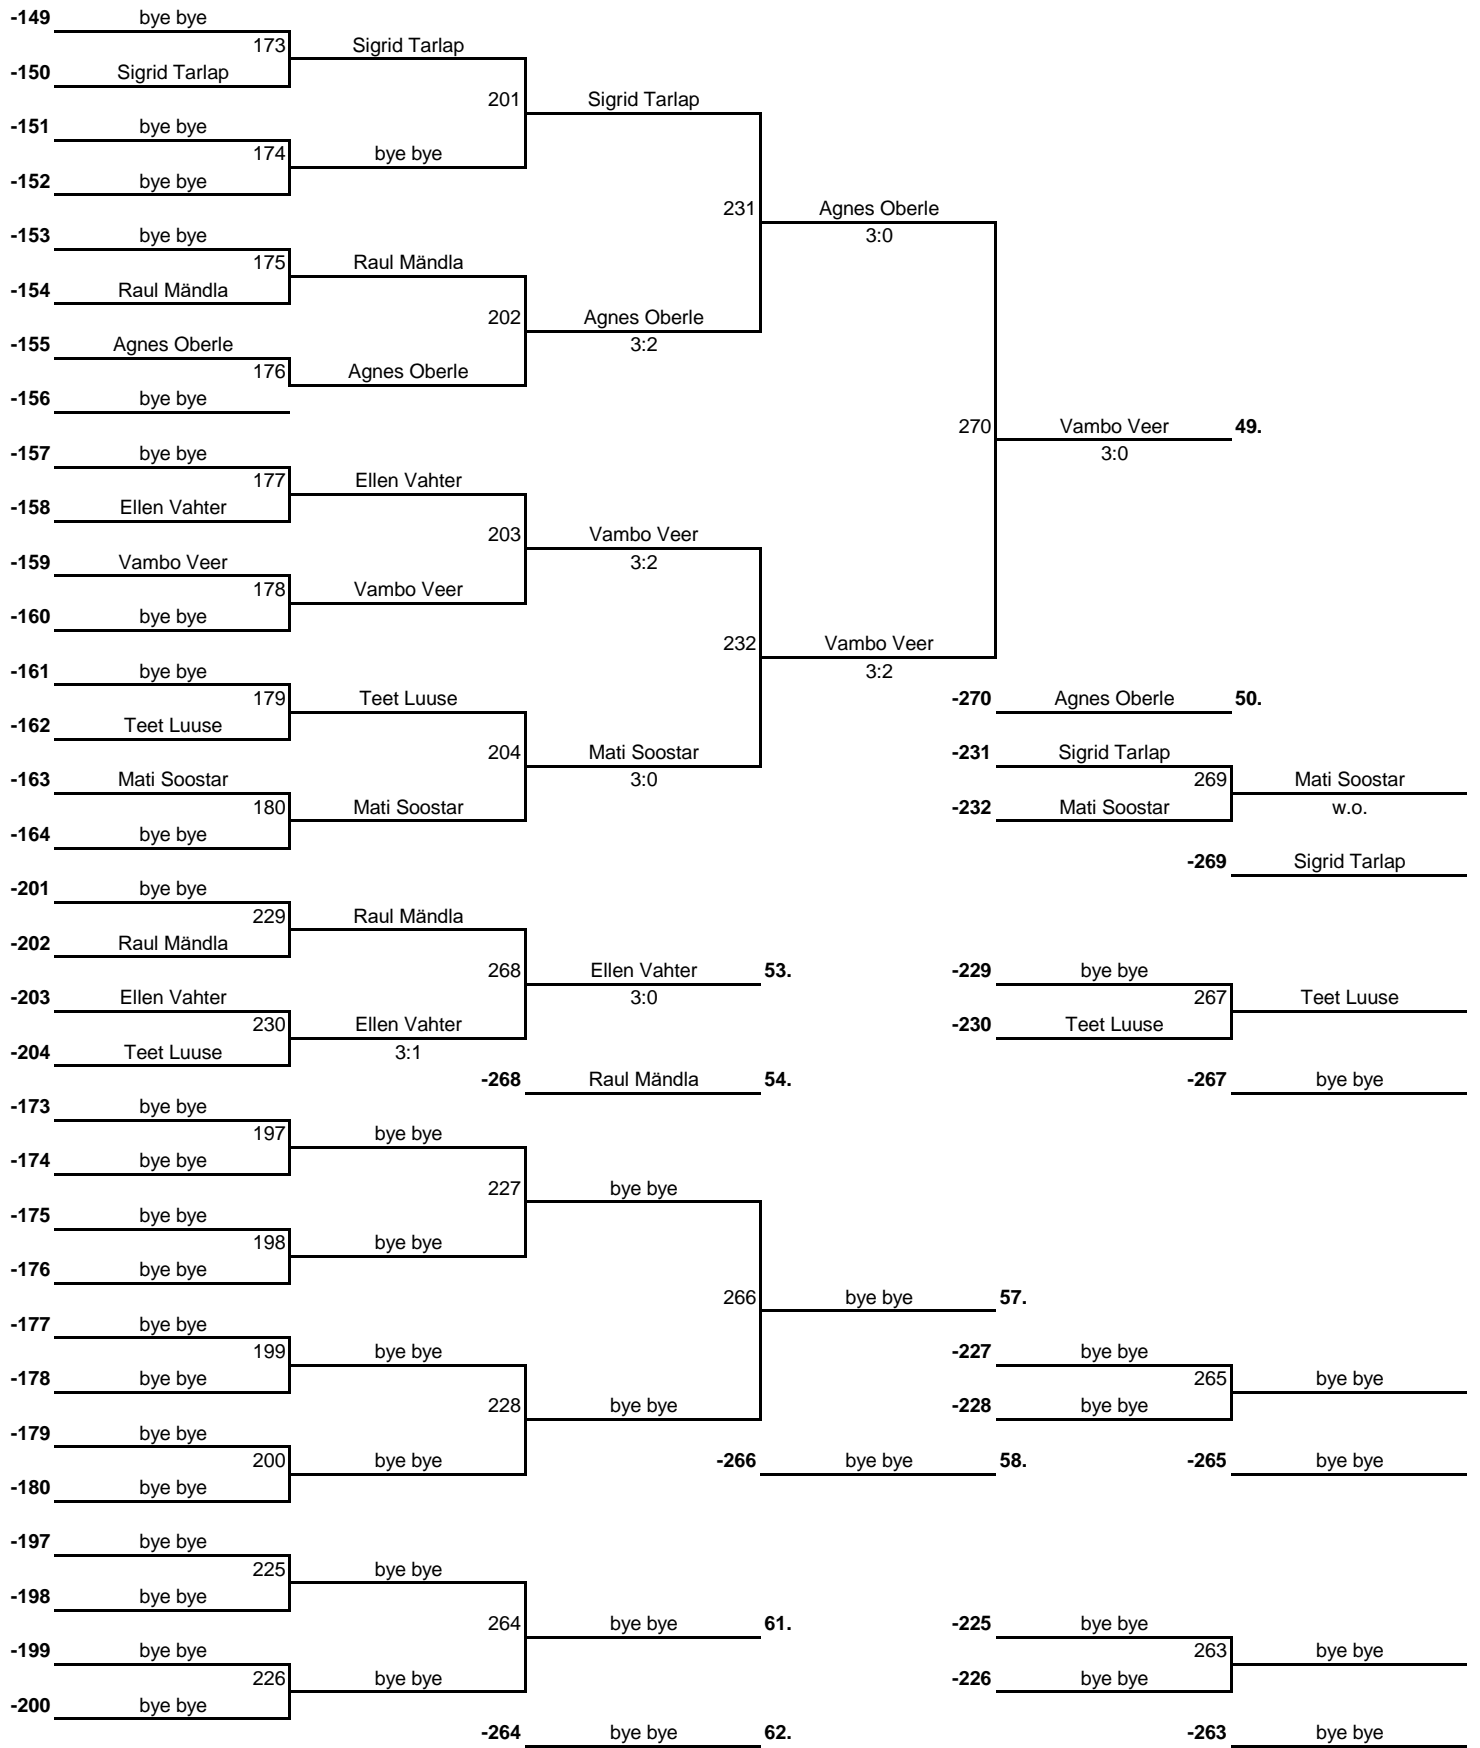 -149 bye bye
173 Sigrid Tarlap
-150 Sigrid Tarlap
201 Sigrid Tarlap
-151 bye bye
174 bye bye
-152 bye bye
231 Agnes Oberle
3:0
-153 bye bye
175 Raul Mändla
-154 Raul Mändla
202 Agnes Oberle
3:2
-155 Agnes Oberle
176 Agnes Oberle
-156 bye bye
270 Vambo Veer 49.
3:0
-157 bye bye
177 Ellen Vahter
-158 Ellen Vahter
203 Vambo Veer
3:2
-159 Vambo Veer
178 Vambo Veer
-160 bye bye
232 Vambo Veer
3:2
-161 bye bye
179 Teet Luuse
-270 Agnes Oberle 50.
-162 Teet Luuse
204 Mati Soostar
3:0
-231 Sigrid Tarlap
-163 Mati Soostar
269 Mati Soostar
w.o.
180 Mati Soostar
-232 Mati Soostar
-164 bye bye
-269 Sigrid Tarlap
-201 bye bye
229 Raul Mändla
-202 Raul Mändla
268 Ellen Vahter 53.
3:0
-229 bye bye
-203 Ellen Vahter
267 Teet Luuse
230 Ellen Vahter
3:1
-230 Teet Luuse
-204 Teet Luuse
-268 Raul Mändla 54.
-267 bye bye
-173 bye bye
197 bye bye
-174 bye bye
227 bye bye
-175 bye bye
198 bye bye
-176 bye bye
266 bye bye 57.
-177 bye bye
199 bye bye
-227 bye bye
-178 bye bye
265 bye bye
228 bye bye
-228 bye bye
-179 bye bye
200 bye bye
-266 bye bye 58.
-265 bye bye
-180 bye bye
-197 bye bye
225 bye bye
-198 bye bye
264 bye bye 61.
-225 bye bye
-199 bye bye
263 bye bye
226 bye bye
-226 bye bye
-200 bye bye
-264 bye bye 62.
-263 bye bye